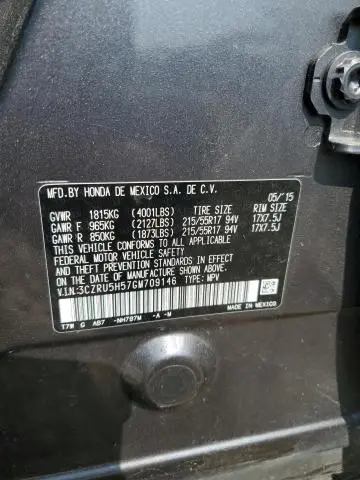 MFD.BY HONDA DE MEXICO S.A. DE C.V. 05/'15
GVWR 1815KG (4001LBS) TIRE SIZE RIM SIZE
GAWR F 965KG (2127LBS) 215/55R17 94V 17X7.5J
GAWR R 850KG (1873LBS) 215/55R17 94V 17X7.5J
THIS VEHICLE CONFORMS TO ALL APPLICABLE FEDERAL
MOTOR VEHICLE SAFETY AND THEFT PREVENTION
STANDARDS IN EFFECT ON THE DATE OF
MANUFACTURE SHOWN ABOVE.
V.I.N.:3CZRU5H57GM709146 TYPE: MPV
T7W G AB7 -NH797M -A -M MADE IN MEXICO